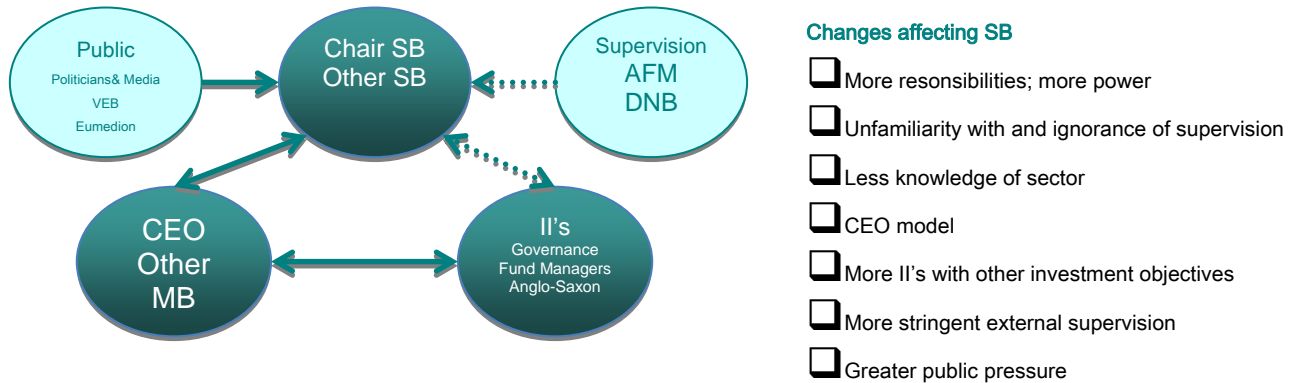 Public
Politicians& Media
VEB
Eumedion
Chair SB
Other SB
Supervision
AFM
DNB
CEO
Other
MB
II's
Governance
Fund Managers
Anglo-Saxon
Changes affecting SB
More resonsibilities; more power
Unfamiliarity with and ignorance of supervision
Less knowledge of sector
CEO model
More II's with other investment objectives
More stringent external supervision
Greater public pressure